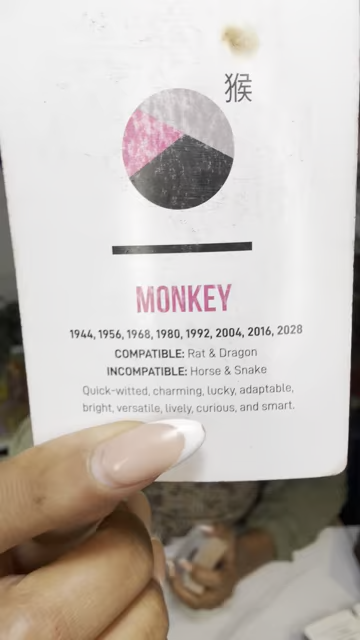 猴
MONKEY
1944, 1956, 1968, 1980, 1992, 2004, 2016, 2028
COMPATIBLE: Rat & Dragon
INCOMPATIBLE: Horse & Snake
Quick-witted, charming, lucky, adaptable,
bright, versatile, lively, curious, and smart.